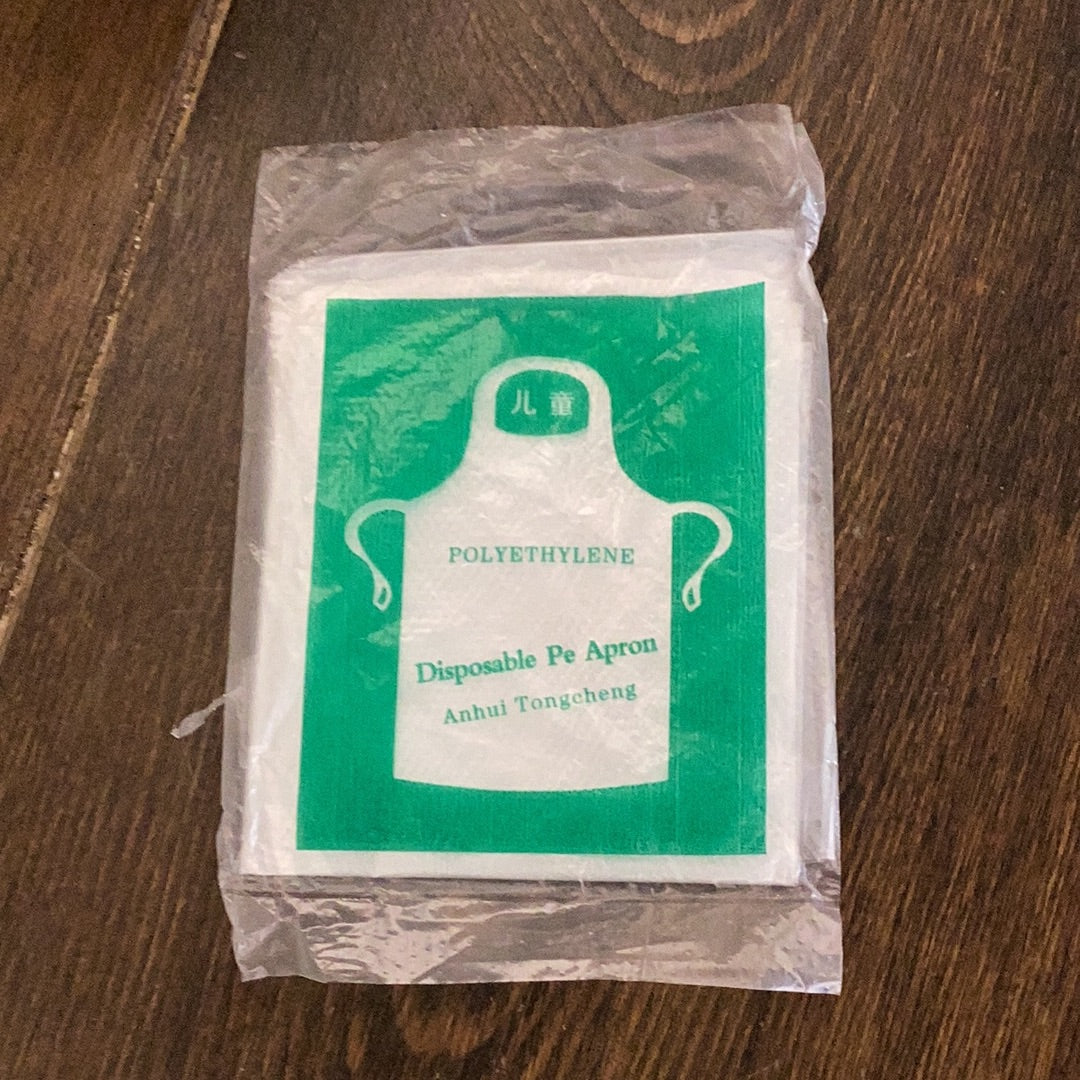 儿童
POLYETHYLENE
Disposable Pe Apron
Anhui Tongcheng